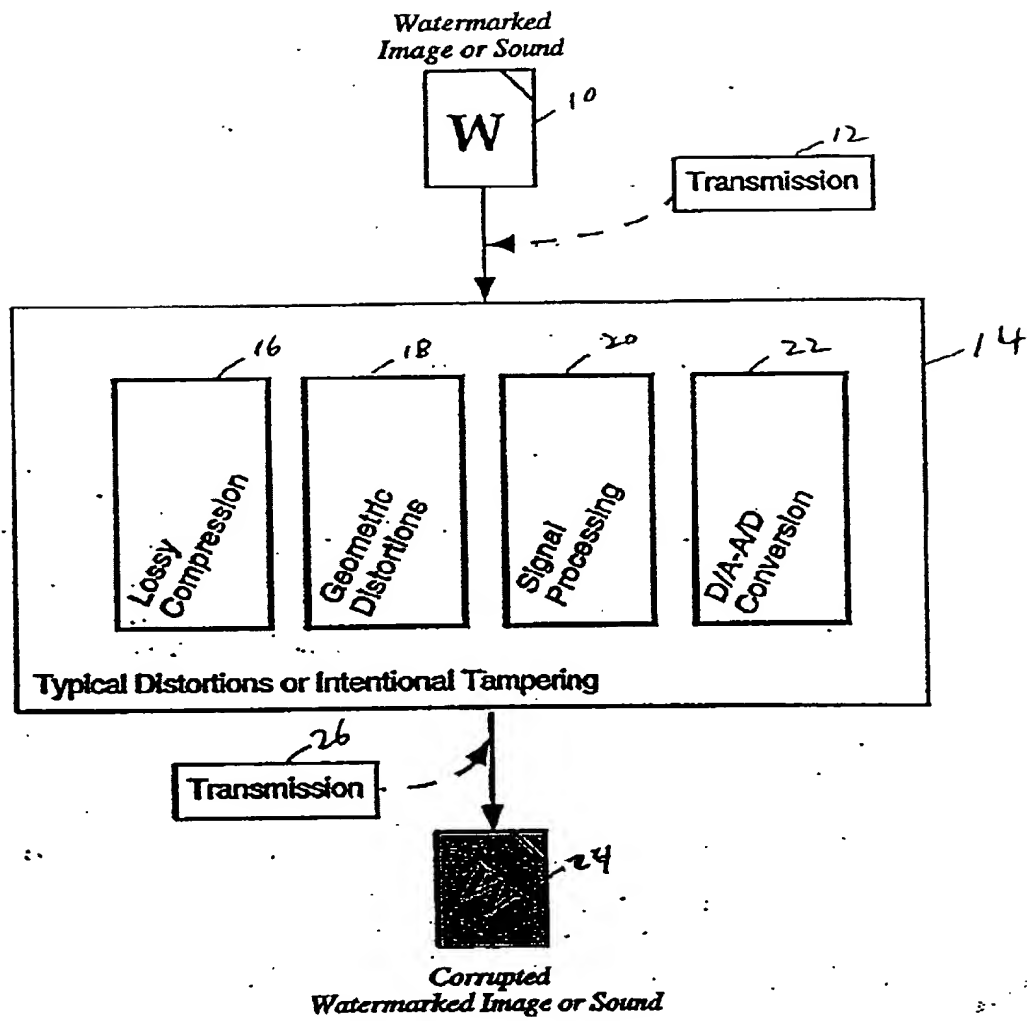 Watermarked
Image or Sound
W
10
12
Transmission
14
16
18
20
22
Lossy
Compression
Geometric
Distortions
Signal
Processing
D/A-A/D
Conversion
Typical Distortions or Intentional Tampering
26
Transmission
24
Corrupted
Watermarked Image or Sound